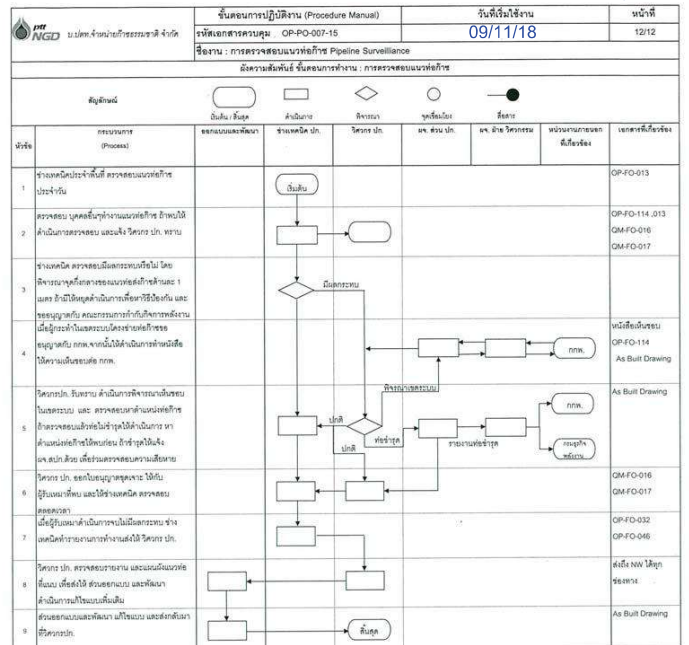 ptt
NGD บ.ปตท.จำหน่ายก๊าซธรรมชาติ จำกัด
ขั้นตอนการปฏิบัติงาน (Procedure Manual)
วันที่เริ่มใช้งาน
หน้าที่
รหัสเอกสารควบคุม OP-PO-007-15
09/11/18
12/12
ชื่องาน : การตรวจสอบแนวท่อก๊าซ Pipeline Surveillance
ผังความสัมพันธ์ ขั้นตอนการทำงาน : การตรวจสอบแนวท่อก๊าซ
สัญลักษณ์
เริ่มต้น / สิ้นสุด
ดำเนินการ
พิจารณา
จุดเชื่อมโยง
สื่อสาร
หัวข้อ
กระบวนการ
(Process)
ออกแบบและพัฒนา
ช่างเทคนิค ปก.
วิศวกร ปก.
ผจ. ส่วน ปก.
ผจ. ฝ่าย วิศวกรรม
หน่วยงานภายนอก
ที่เกี่ยวข้อง
เอกสารที่เกี่ยวข้อง
1
ช่างเทคนิคประจำพื้นที่ ตรวจสอบแนวท่อก๊าซ
ประจำวัน
เริ่มต้น
OP-FO-013
2
ตรวจสอบ บุคคลอื่นๆทำงานแนวท่อก๊าซ ถ้าพบให้
ดำเนินการตรวจสอบ และแจ้ง วิศวกร ปก. ทราบ
OP-FO-114 ,013
QM-FO-016
QM-FO-017
3
ช่างเทคนิค ตรวจสอบมีผลกระทบหรือไม่ โดย
พิจารณาจุดกึ่งกลางของแนวท่อส่งก๊าซด้านละ 1
เมตร ถ้ามีให้หยุดดำเนินการเพื่อหาวิธีป้องกัน และ
ขออนุญาตกับ คณะกรรมการกำกับกิจการพลังงาน
มีผลกระทบ
4
เมื่อผู้กระทำในเขตระบบโครงข่ายท่อก๊าซขอ
อนุญาตกับ กกพ.จากนั้นให้ดำเนินการทำหนังสือ
ให้ความเห็นชอบต่อ กกพ.
กกพ.
หนังสือเห็นชอบ
OP-FO-114
As Built Drawing
พิจารณาเขตระบบ
5
วิศวกรปก. รับทราบ ดำเนินการพิจารณาเห็นชอบ
ในเขตระบบ และ ตรวจสอบหาตำแหน่งท่อก๊าซ
ถ้าตรวจสอบแล้วท่อไม่ชำรุดให้ดำเนินการ หา
ตำแหน่งท่อก๊าซให้พบก่อน ถ้าชำรุดให้แจ้ง
ผจ.สปก.ด้วย เพื่อร่วมตรวจสอบความเสียหาย
ปกติ
ปกติ
ท่อชำรุด
รายงานท่อชำรุด
กกพ.
กรมธุรกิจ
พลังงาน
As Built Drawing
6
วิศวกร ปก. ออกใบอนุญาตขุดเจาะ ให้กับ
ผู้รับเหมาที่พบ และให้ช่างเทคนิค ตรวจสอบ
ตลอดเวลา
QM-FO-016
QM-FO-017
7
เมื่อผู้รับเหมาดำเนินการจบไม่มีผลกระทบ ช่าง
เทคนิคทำรายงานการทำงานส่งให้ วิศวกร ปก.
OP-FO-032
OP-FO-046
8
วิศวกร ปก. ตรวจสอบรายงาน และแผนผังแนวท่อ
ที่แนบ เพื่อส่งให้ ส่วนออกแบบ และพัฒนา
ดำเนินการแก้ไขแบบเพิ่มเติม
ส่งถึง NW ได้ทุก
ช่องทาง
9
ส่วนออกแบบและพัฒนา แก้ไขแบบ และส่งกลับมา
ที่วิศวกรปก.
สิ้นสุด
As Built Drawing